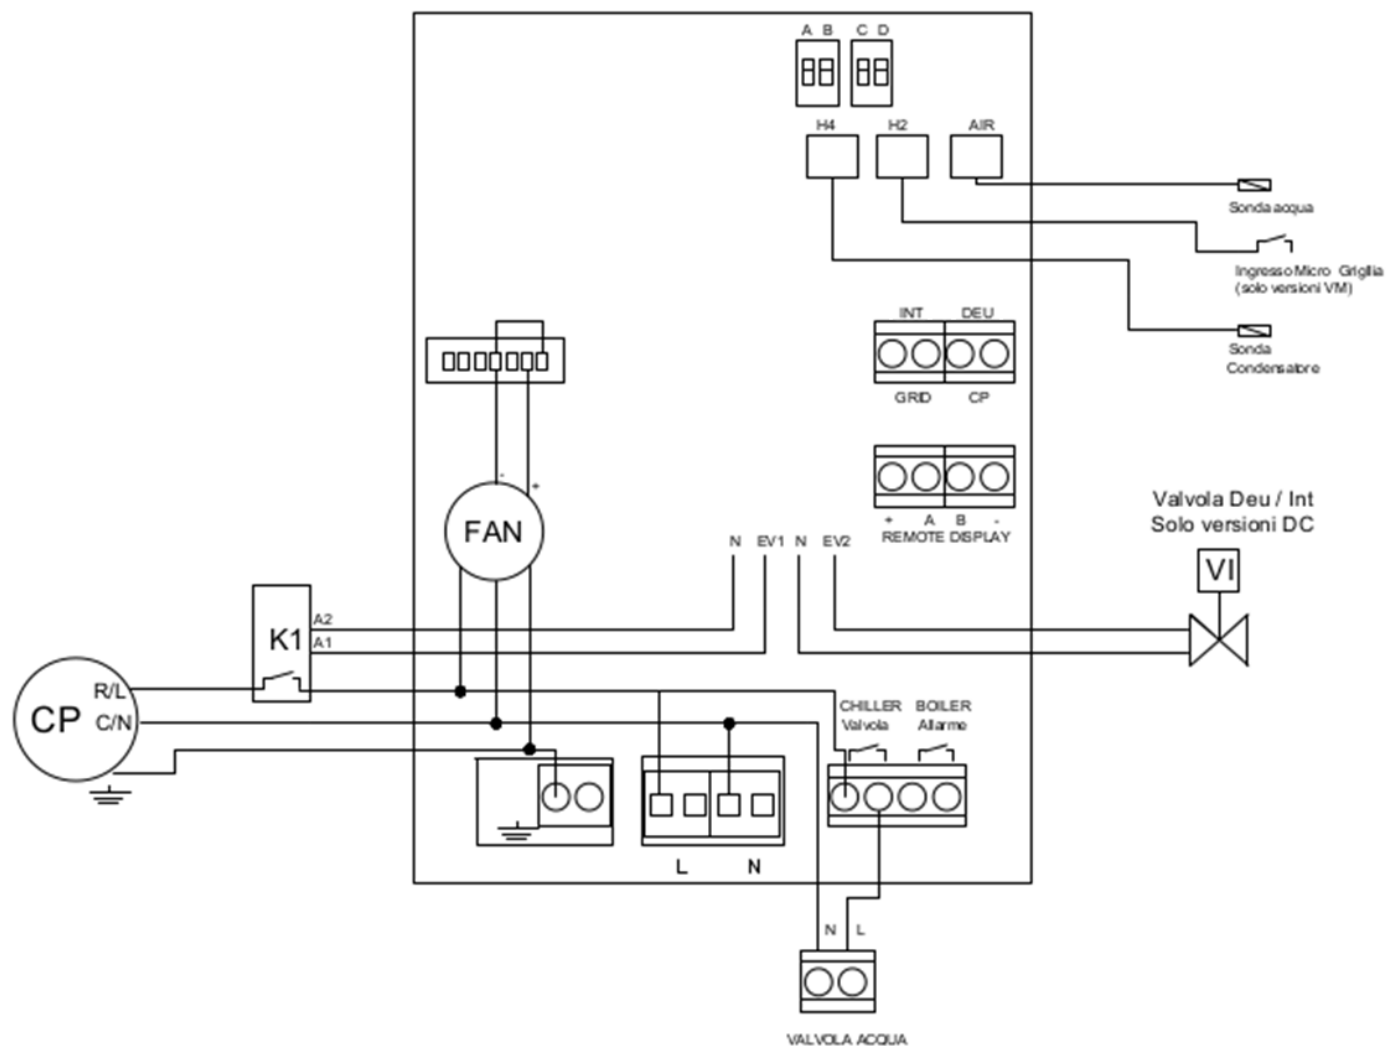 A B C D
H4 H2 AIR
Sonda acqua
Ingresso Micro Griglia
(solo versioni VM)
INT DEU
Sonda
Condensatore
GRID CP
- +
FAN
+ A B -
REMOTE DISPLAY
Valvola Deu / Int
Solo versioni DC
N EV1 N EV2
VI
A2
K1 A1
R/L
CP C/N
CHILLER BOILER
Valvola Allarme
L N
N L
VALVOLA ACQUA